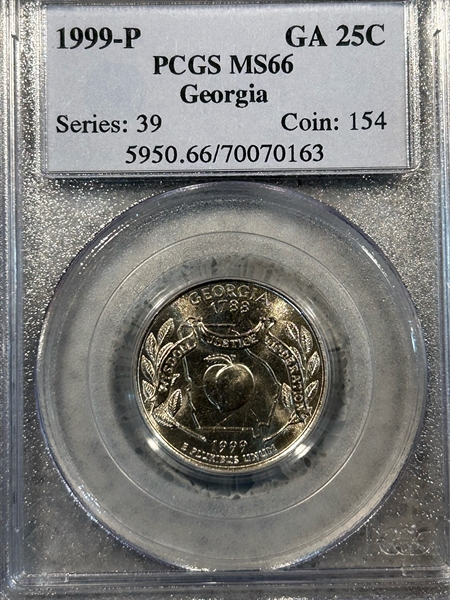 1999-P GA 25C
PCGS MS66
Georgia
Series: 39 Coin: 154
5950.66/70070163
GEORGIA
1788
WISDOM JUSTICE MODERATION
1999
E PLURIBUS UNUM